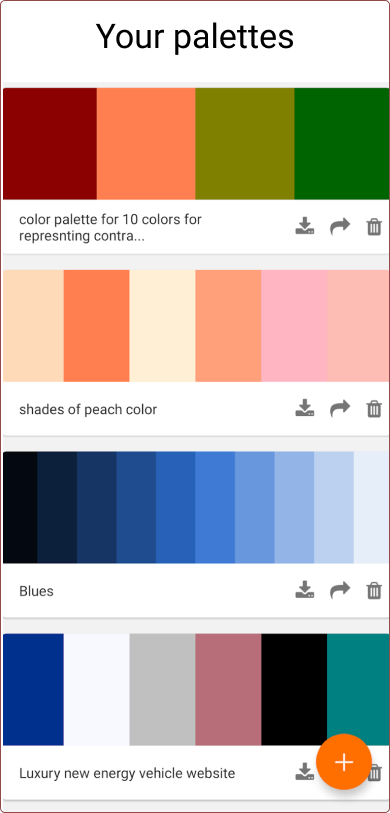 Your palettes
color palette for 10 colors for
represnting contra...
shades of peach color
Blues
Luxury new energy vehicle website